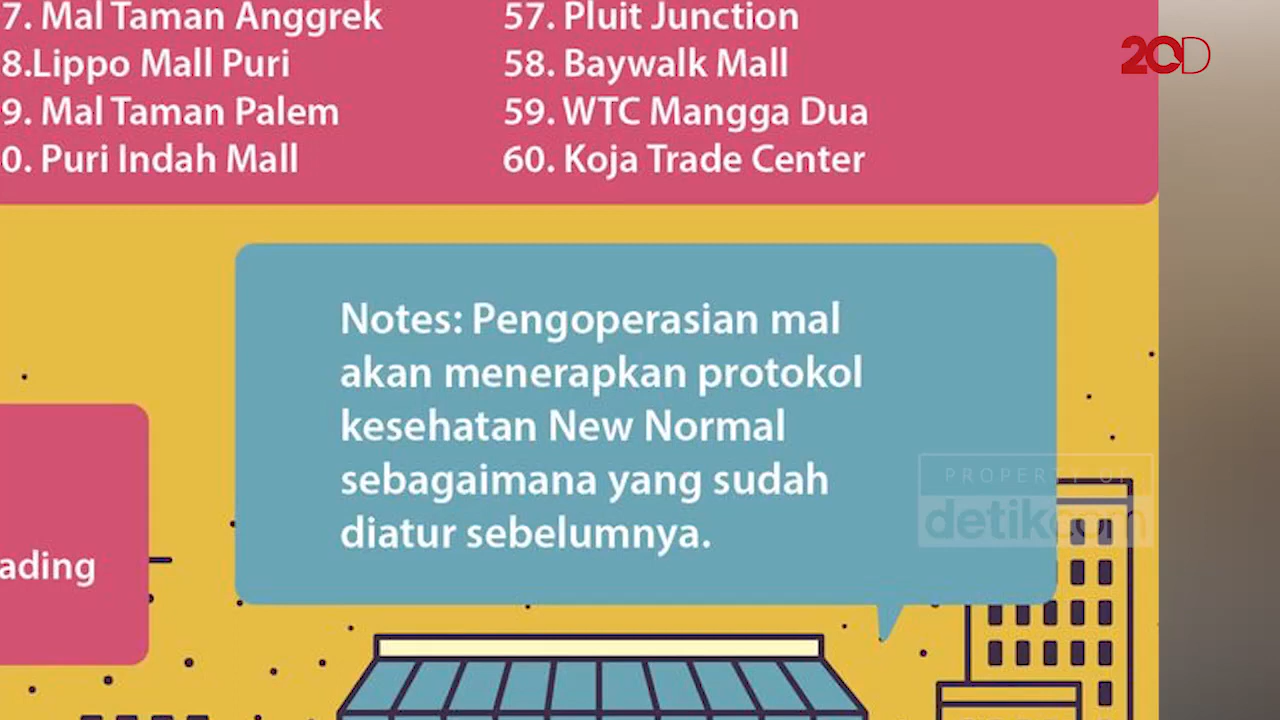 7. Mal Taman Anggrek
8.Lippo Mall Puri
9. Mal Taman Palem
0. Puri Indah Mall
57. Pluit Junction
58. Baywalk Mall
59. WTC Mangga Dua
60. Koja Trade Center
20D
Notes: Pengoperasian mal
akan menerapkan protokol
kesehatan New Normal
sebagaimana yang sudah
diatur sebelumnya.
ading
PROPERTY OF
detikcom